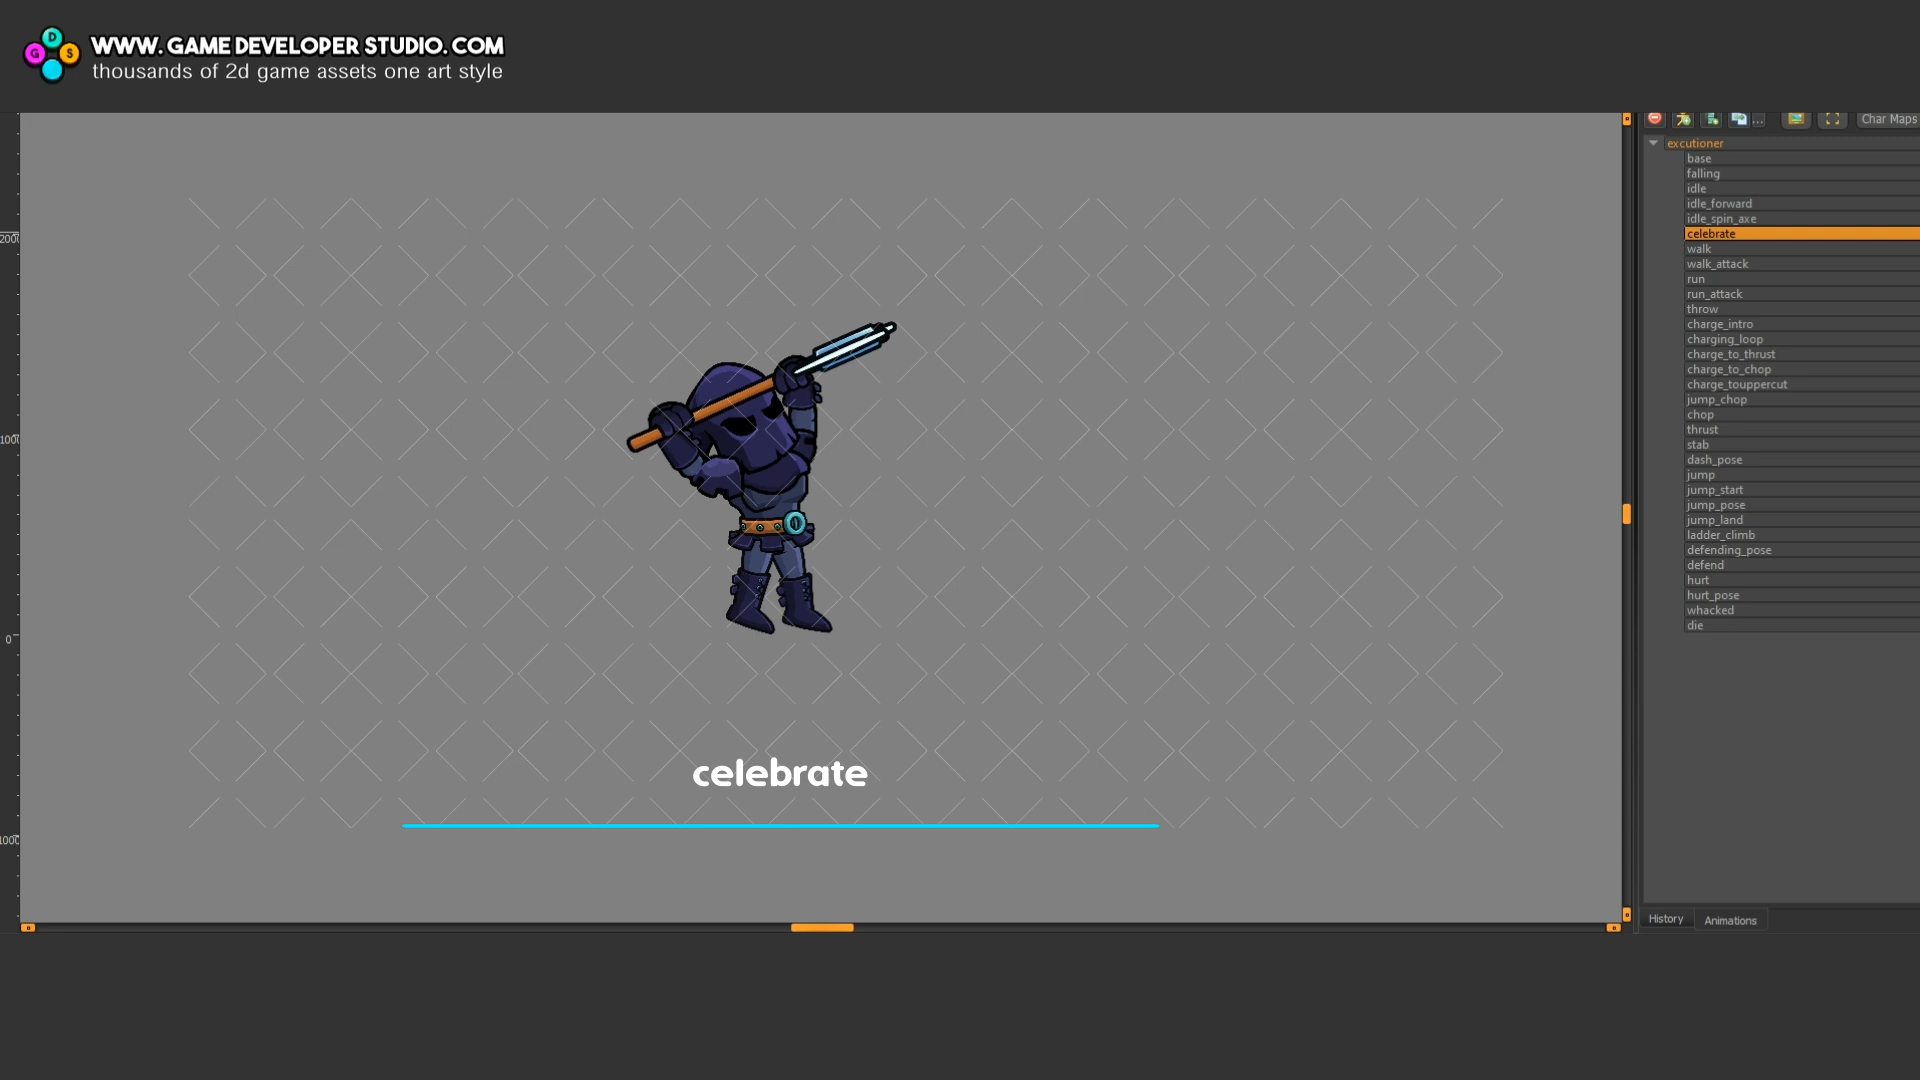 D
G
S
WWW. GAME DEVELOPER STUDIO. COM
thousands of 2d game assets one art style
...
Char Maps
excutioner
base
falling
idle
idle_forward
idle_spin_axe
celebrate
walk
walk_attack
run
run_attack
throw
charge_intro
charging_loop
charge_to_thrust
charge_to_chop
charge_touppercut
jump_chop
chop
thrust
stab
dash_pose
jump
jump_start
jump_pose
jump_land
ladder_climb
defending_pose
defend
hurt
hurt_pose
whacked
die
0
celebrate
History
Animations